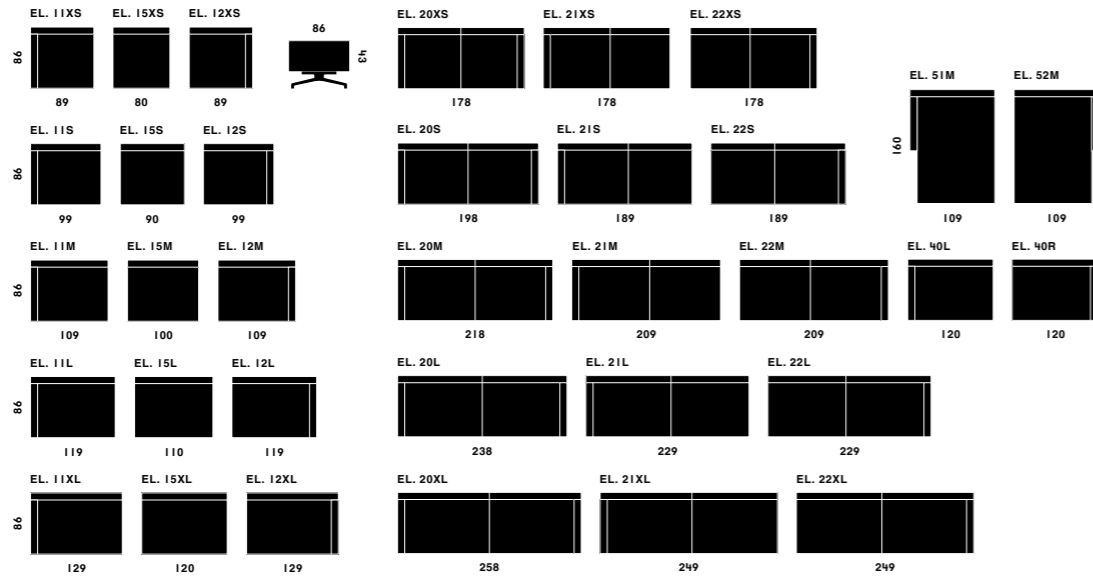 EL. 11XS EL. 15XS EL. 12XS
86
89 80 89
86
43
EL. 20XS EL. 21XS EL. 22XS
178 178 178
EL. 51M EL. 52M
160
109 109
EL. 11S EL. 15S EL. 12S
86
99 90 99
EL. 20S EL. 21S EL. 22S
198 189 189
EL. 11M EL. 15M EL. 12M
86
109 100 109
EL. 20M EL. 21M EL. 22M
218 209 209
EL. 40L EL. 40R
120 120
EL. 11L EL. 15L EL. 12L
86
119 110 119
EL. 20L EL. 21L EL. 22L
238 229 229
EL. 11XL EL. 15XL EL. 12XL
86
129 120 129
EL. 20XL EL. 21XL EL. 22XL
258 249 249